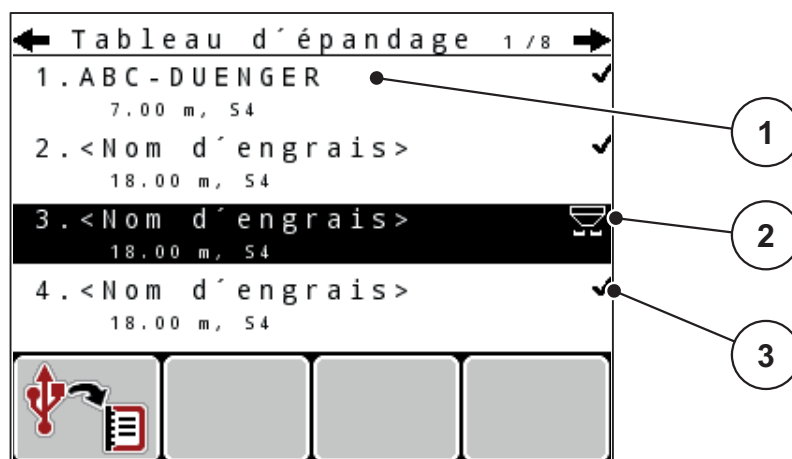 Tableau d´épandage 1/8
1.ABC-DUENGER
7.00 m, S4
2.<Nom d´engrais>
18.00 m, S4
3.<Nom d´engrais>
18.00 m, S4
4.<Nom d´engrais>
18.00 m, S4
1
2
3